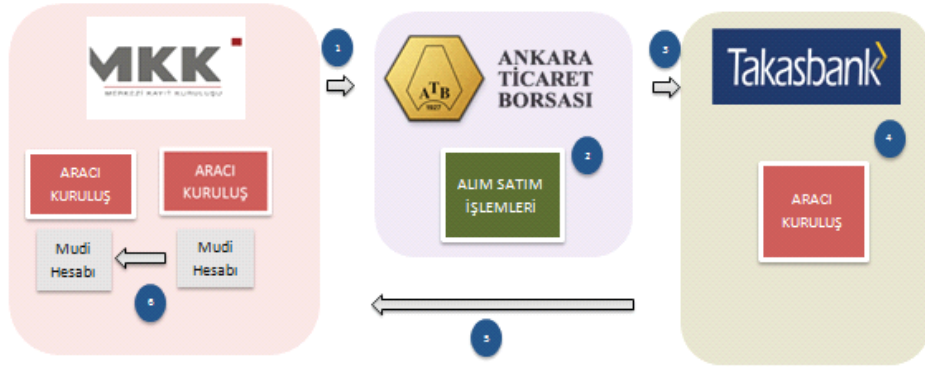 MKK
MERKEZİ KAYIT KURULUŞU
ARACI
KURULUŞ
ARACI
KURULUŞ
Mudi
Hesabı
Mudi
Hesabı
6
1
ATB
1927
ANKARA
TİCARET
BORSASI
2
ALIM SATIM
İŞLEMLERİ
3
Takasbank
4
ARACI
KURULUŞ
5